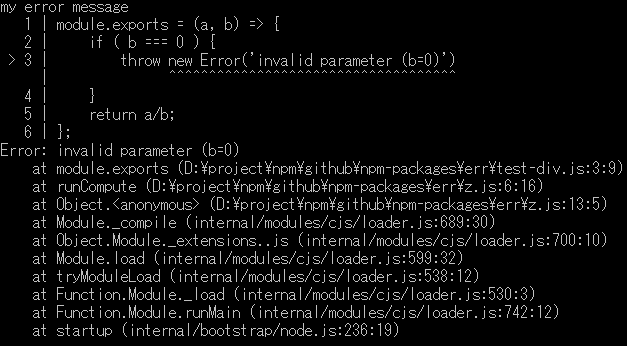 my error message
   1 | module.exports = (a, b) => {
   2 |     if ( b === 0 ) {
 > 3 |         throw new Error('invalid parameter (b=0)')
     |               ^^^^^^^^^^^^^^^^^^^^^^^^^^^^^^^^^^^^
   4 |     }
   5 |     return a/b;
   6 | };
Error: invalid parameter (b=0)
    at module.exports (D:¥project¥npm¥github¥npm-packages¥err¥test-div.js:3:9)
    at runCompute (D:¥project¥npm¥github¥npm-packages¥err¥z.js:6:16)
    at Object.<anonymous> (D:¥project¥npm¥github¥npm-packages¥err¥z.js:13:5)
    at Module._compile (internal/modules/cjs/loader.js:689:30)
    at Object.Module._extensions..js (internal/modules/cjs/loader.js:700:10)
    at Module.load (internal/modules/cjs/loader.js:599:32)
    at tryModuleLoad (internal/modules/cjs/loader.js:538:12)
    at Function.Module._load (internal/modules/cjs/loader.js:530:3)
    at Function.Module.runMain (internal/modules/cjs/loader.js:742:12)
    at startup (internal/bootstrap/node.js:236:19)